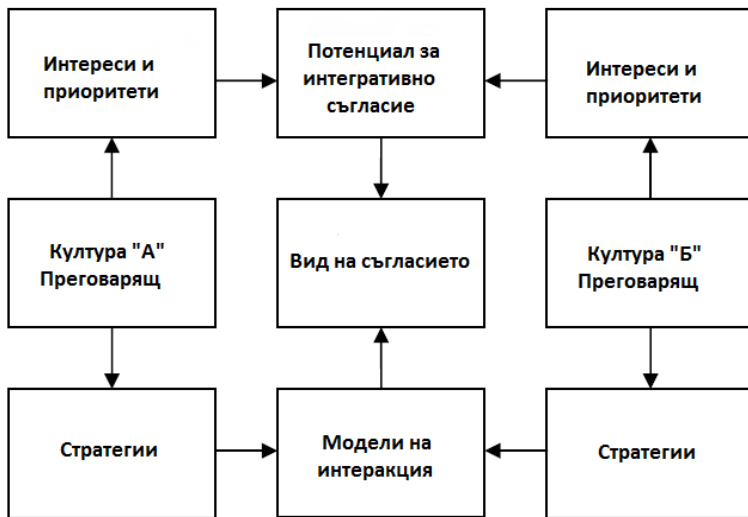 Интереси и
приоритети
Потенциал за
интегративно
съгласие
Интереси и
приоритети
Култура "А"
Преговарящ
Вид на съгласието
Култура "Б"
Преговарящ
Стратегии
Модели на
интеракция
Стратегии